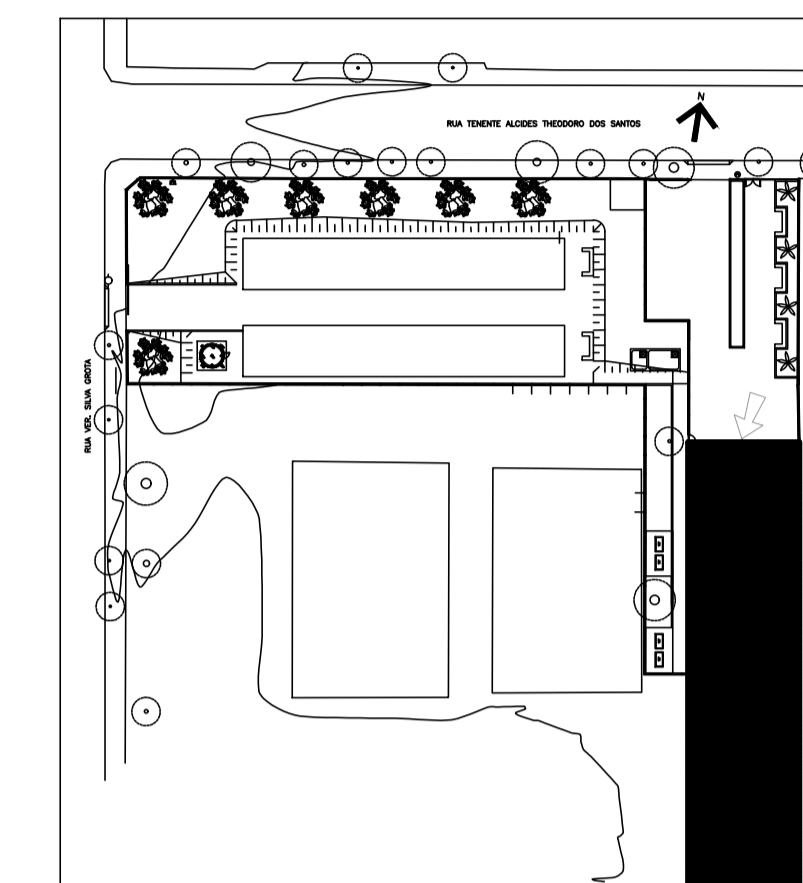 N
RUA TENENTE ALCIDES THEODORO DOS SANTOS
RUA VER. SILVA GROTA